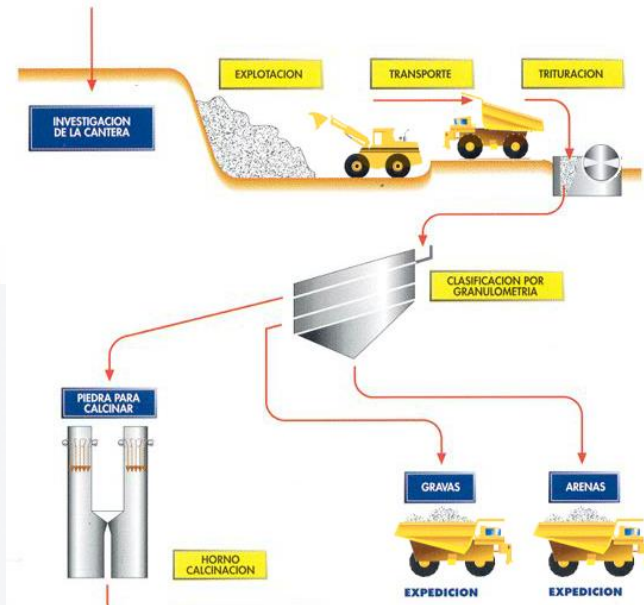 EXPLOTACION
TRANSPORTE
TRITURACION
INVESTIGACION
DE LA CANTERA
CLASIFICACION POR
GRANULOMETRIA
PIEDRA PARA
CALCINAR
GRAVAS
ARENAS
HORNO
CALCINACION
EXPEDICION
EXPEDICION